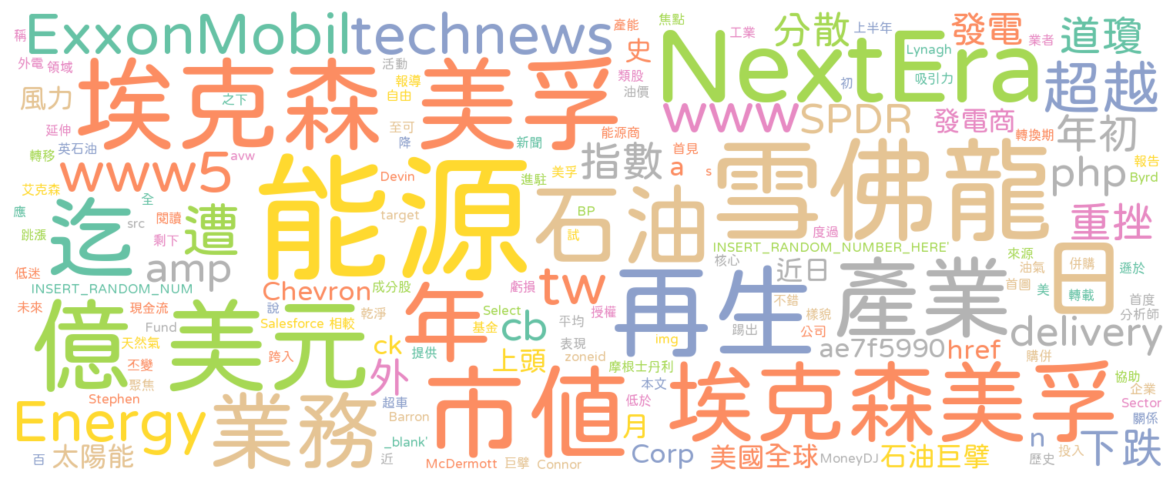 稱 ExxonMobil technews 產能 焦點 工業 分散 上半年 發電 業者 道瓊
外電 領域 活動 史 NextEra Lynagh
埃克森美孚 報導 類股 初 吸引力 超越
風力 之下 自由 油價
延伸 至可 能源商 www SPDR 發電商 轉換期 年初
轉移 英石油 avw 降 新聞 指數 首見 a 報告
www5 Devin 進駐 美孚 s 雪佛龍 php Byrd
艾克森 全 能源 target 石油 BP
應 迄 遭 閱讀 試 度過 重挫
跳漲 src 剩下 INSERT_RANDOM_NUMBER_HERE' 來源 遜於
低迷 amp 核心 近日 油氣 日 併購
INSERT_RANDOM_NUM Chevron 成分股 虧損 tw 再生 產業 首圖 美 轉載
未來 現金流 說 年 Select 授權 不錯 樣貌 首度
億美元 Fund Salesforce 相較 乾淨 基金 cb 平均 踢出 公司 分析師
天然氣 ck 提供 表現 img delivery
丕變 跨入 上頭 zoneid ae7f5990 href 購併
聚焦 外 市值 摩根士丹利 埃克森美孚 協助
Stephen 超車 本文 企業
Energy 業務 Barron 低於 Sector
_blank' 月 n 關係
百 太陽能 近 McDermott 巨擘 Connor Corp 美國全球 MoneyDJ 石油巨擘 歷史 投入 下跌